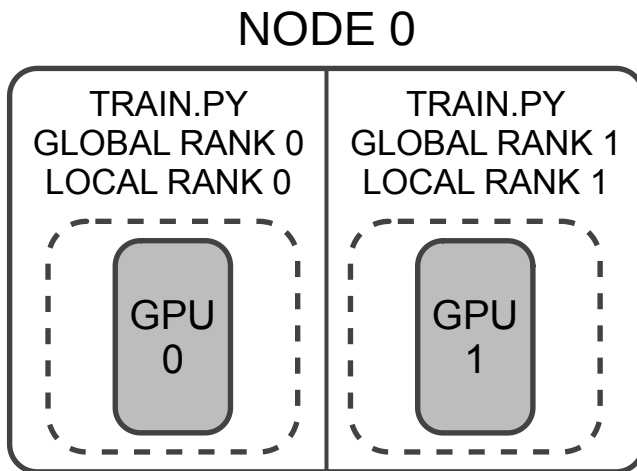 NODE 0
TRAIN.PY
GLOBAL RANK 0
LOCAL RANK 0
GPU
0
TRAIN.PY
GLOBAL RANK 1
LOCAL RANK 1
GPU
1